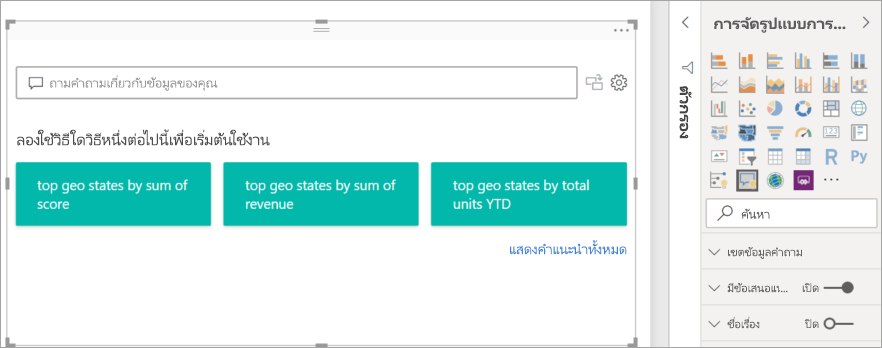 ถามคำถามเกี่ยวกับข้อมูลของคุณ
ลองใช้วิธีใดวิธีหนึ่งต่อไปนี้เพื่อเริ่มต้นใช้งาน
top geo states by sum of
score
top geo states by sum of
revenue
top geo states by total
units YTD
แสดงคำแนะนำทั้งหมด
ตัวกรอง
การจัดรูปแบบการ...
123
R
Py
ค้นหา
เขตข้อมูลคำถาม
มีข้อเสนอแน... เปิด
ชื่อเรื่อง ปิด